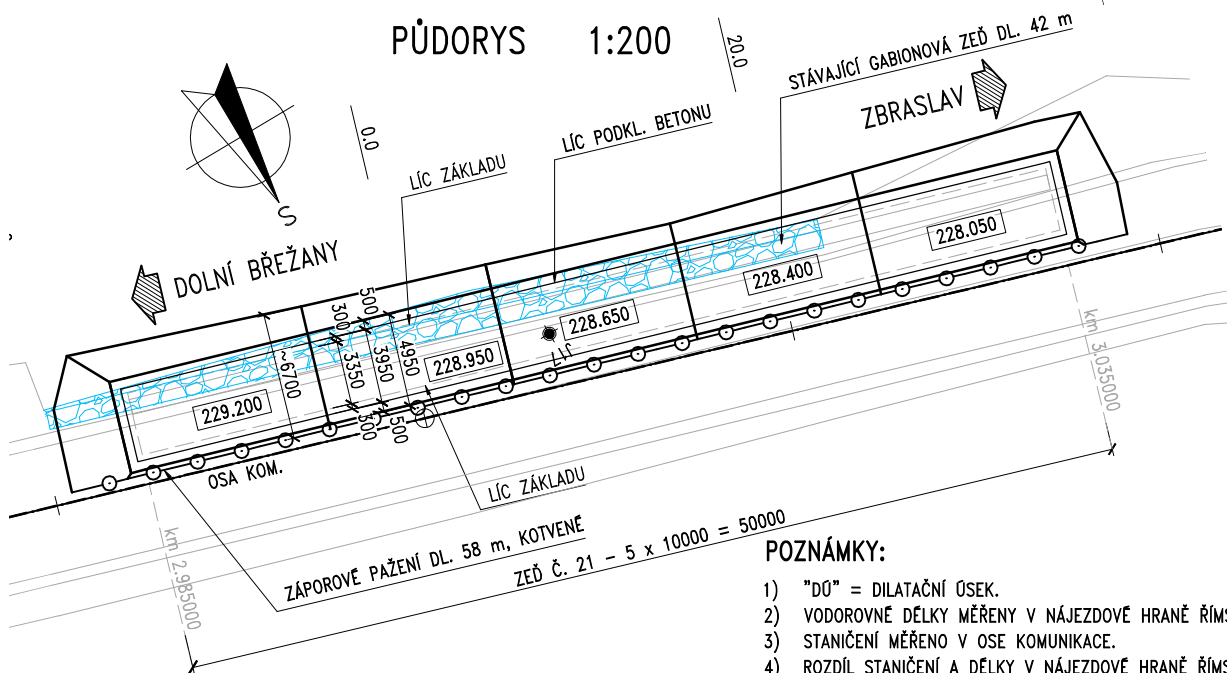 PŮDORYS 1:200
20.0
0.0
STÁVAJÍCÍ GABIONOVÁ ZEĎ DL. 42 m
ZBRASLAV
LÍC PODKL. BETONU
LÍC ZÁKLADU
S
DOLNÍ BŘEŽANY
228.050
228.400
228.650
228.950
229.200
500
300
4950
3950
3350
~6700
300
500
km 3.035000
OSA KOM.
LÍC ZÁKLADU
ZÁPOROVÉ PAŽENÍ DL. 58 m, KOTVENÉ
ZEĎ Č. 21 - 5 x 10000 = 50000
km 2.985000
POZNÁMKY:
1) "DÚ" = DILATAČNÍ ÚSEK.
2) VODOROVNÉ DÉLKY MĚŘENY V NÁJEZDOVÉ HRANĚ ŘÍMS
3) STANIČENÍ MĚŘENO V OSE KOMUNIKACE.
4) ROZDÍL STANIČENÍ A DÉLKY V NÁJEZDOVÉ HRANĚ ŘÍMS